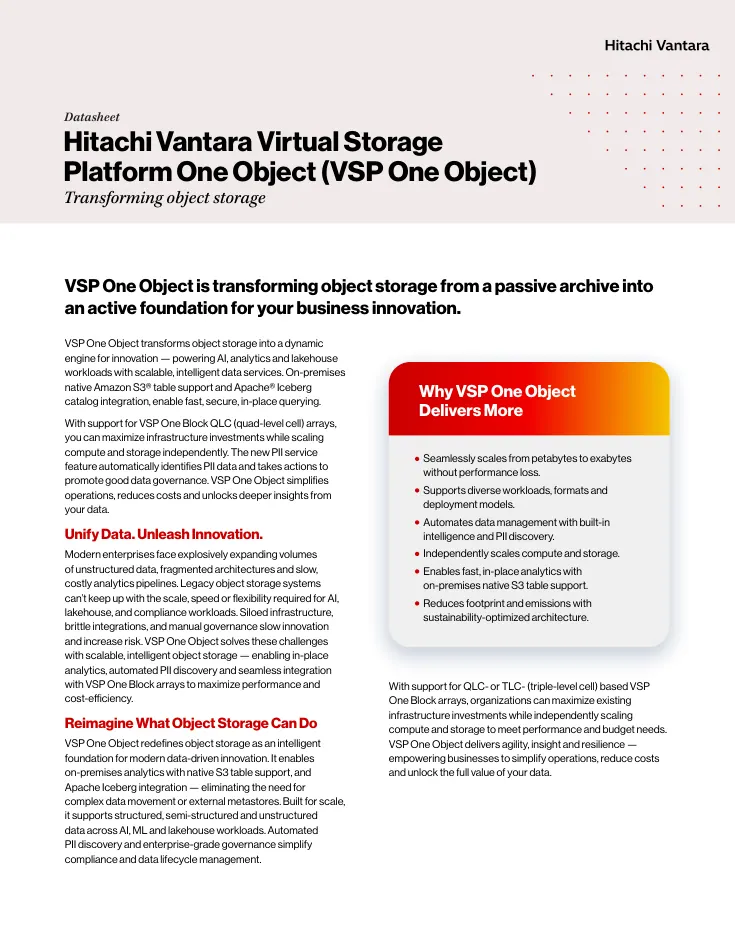 Hitachi Vantara
Datasheet
Hitachi Vantara Virtual Storage
Platform One Object (VSP One Object)
Transforming object storage
VSP One Object is transforming object storage from a passive archive into
an active foundation for your business innovation.
VSP One Object transforms object storage into a dynamic
engine for innovation — powering AI, analytics and lakehouse
workloads with scalable, intelligent data services. On-premises
native Amazon S3® table support and Apache® Iceberg
catalog integration, enable fast, secure, in-place querying.
With support for VSP One Block QLC (quad-level cell) arrays,
you can maximize infrastructure investments while scaling
compute and storage independently. The new PII service
feature automatically identifies PII data and takes actions to
promote good data governance. VSP One Object simplifies
operations, reduces costs and unlocks deeper insights from
your data.
Unify Data. Unleash Innovation.
Modern enterprises face explosively expanding volumes
of unstructured data, fragmented architectures and slow,
costly analytics pipelines. Legacy object storage systems
can't keep up with the scale, speed or flexibility required for AI,
lakehouse, and compliance workloads. Siloed infrastructure,
brittle integrations, and manual governance slow innovation
and increase risk. VSP One Object solves these challenges
with scalable, intelligent object storage — enabling in-place
analytics, automated PII discovery and seamless integration
with VSP One Block arrays to maximize performance and
cost-efficiency.
Reimagine What Object Storage Can Do
VSP One Object redefines object storage as an intelligent
foundation for modern data-driven innovation. It enables
on-premises analytics with native S3 table support, and
Apache Iceberg integration — eliminating the need for
complex data movement or external metastores. Built for scale,
it supports structured, semi-structured and unstructured
data across AI, ML and lakehouse workloads. Automated
PII discovery and enterprise-grade governance simplify
compliance and data lifecycle management.
Why VSP One Object
Delivers More
• Seamlessly scales from petabytes to exabytes
without performance loss.
• Supports diverse workloads, formats and
deployment models.
• Automates data management with built-in
intelligence and PII discovery.
• Independently scales compute and storage.
• Enables fast, in-place analytics with
on-premises native S3 table support.
• Reduces footprint and emissions with
sustainability-optimized architecture.
With support for QLC- or TLC- (triple-level cell) based VSP
One Block arrays, organizations can maximize existing
infrastructure investments while independently scaling
compute and storage to meet performance and budget needs.
VSP One Object delivers agility, insight and resilience —
empowering businesses to simplify operations, reduce costs
and unlock the full value of your data.